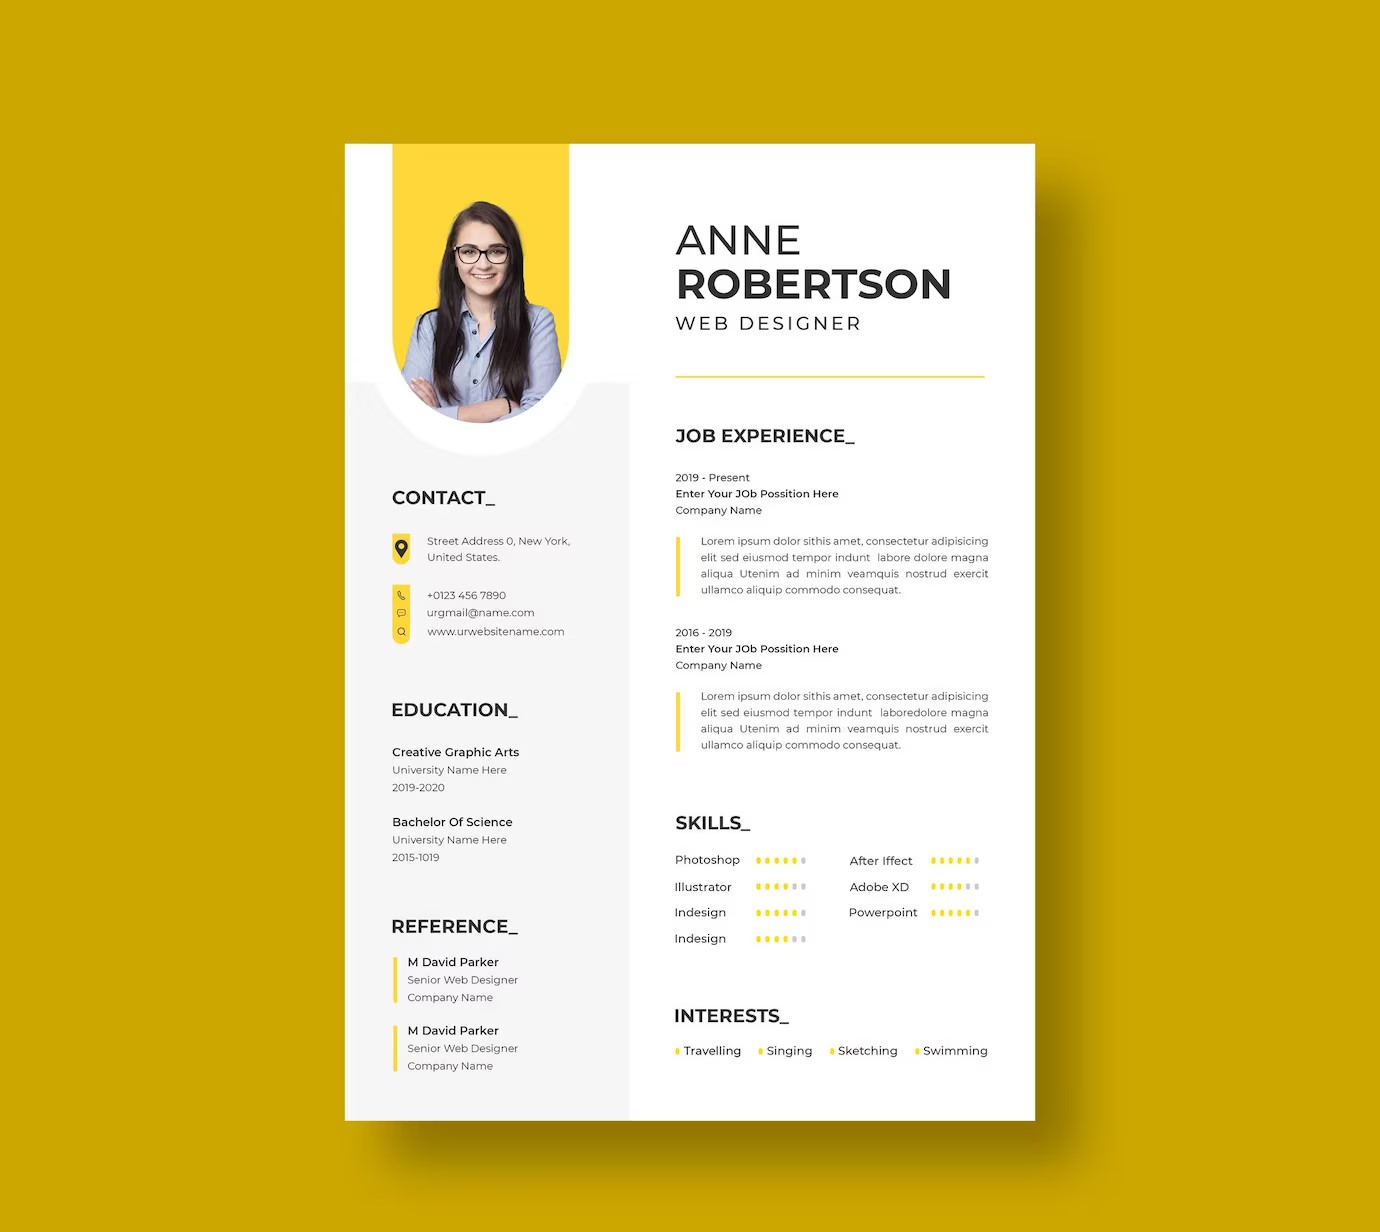 ANNE
ROBERTSON
WEB DESIGNER
CONTACT_
Street Address 0, New York,
United States.
+0123 456 7890
urgmail@name.com
www.urwebsitename.com
EDUCATION_
Creative Graphic Arts
University Name Here
2019-2020
Bachelor Of Science
University Name Here
2015-1019
REFERENCE_
M David Parker
Senior Web Designer
Company Name
M David Parker
Senior Web Designer
Company Name
JOB EXPERIENCE_
2019 - Present
Enter Your JOb Possition Here
Company Name
Lorem ipsum dolor sithis amet, consectetur adipisicing
elit sed eiusmod tempor indunt labore dolore magna
aliqua Utenim ad minim veamquis nostrud exercit
ullamco aliquip commodo consequat.
2016 - 2019
Enter Your JOb Possition Here
Company Name
Lorem ipsum dolor sithis amet, consectetur adipisicing
elit sed eiusmod tempor indunt laboredolore magna
aliqua Utenim ad minim veamquis nostrud exercit
ullamco aliquip commodo consequat.
SKILLS_
Photoshop
Illustrator
Indesign
Indesign
After Iffect
Adobe XD
Powerpoint
INTERESTS_
Travelling Singing Sketching Swimming